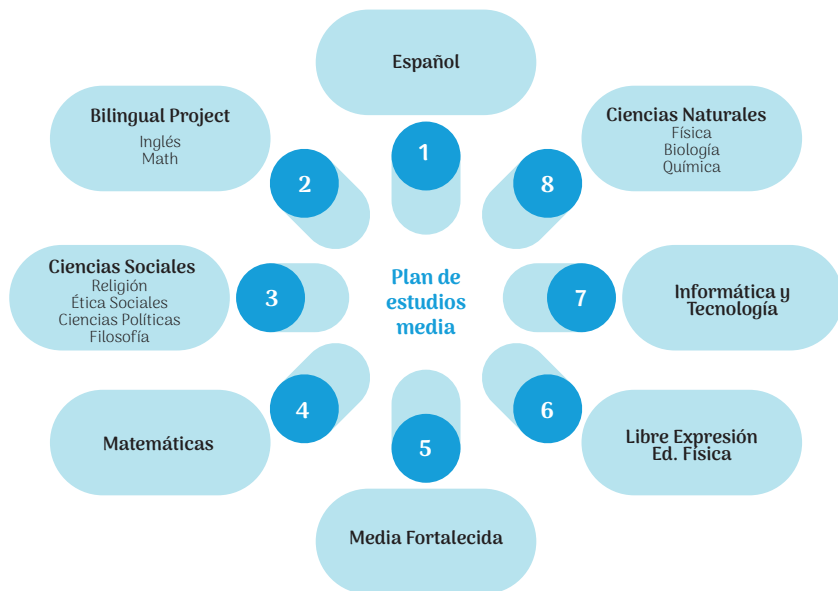 Español
1
Bilingual Project
Inglés
Math
2
Ciencias Sociales
Religión
Ética Sociales
Ciencias Políticas
Filosofía
3
Matemáticas
4
Media Fortalecida
5
Libre Expresión
Ed. Física
6
Informática y
Tecnología
7
Ciencias Naturales
Física
Biología
Química
8
Plan de
estudios
media